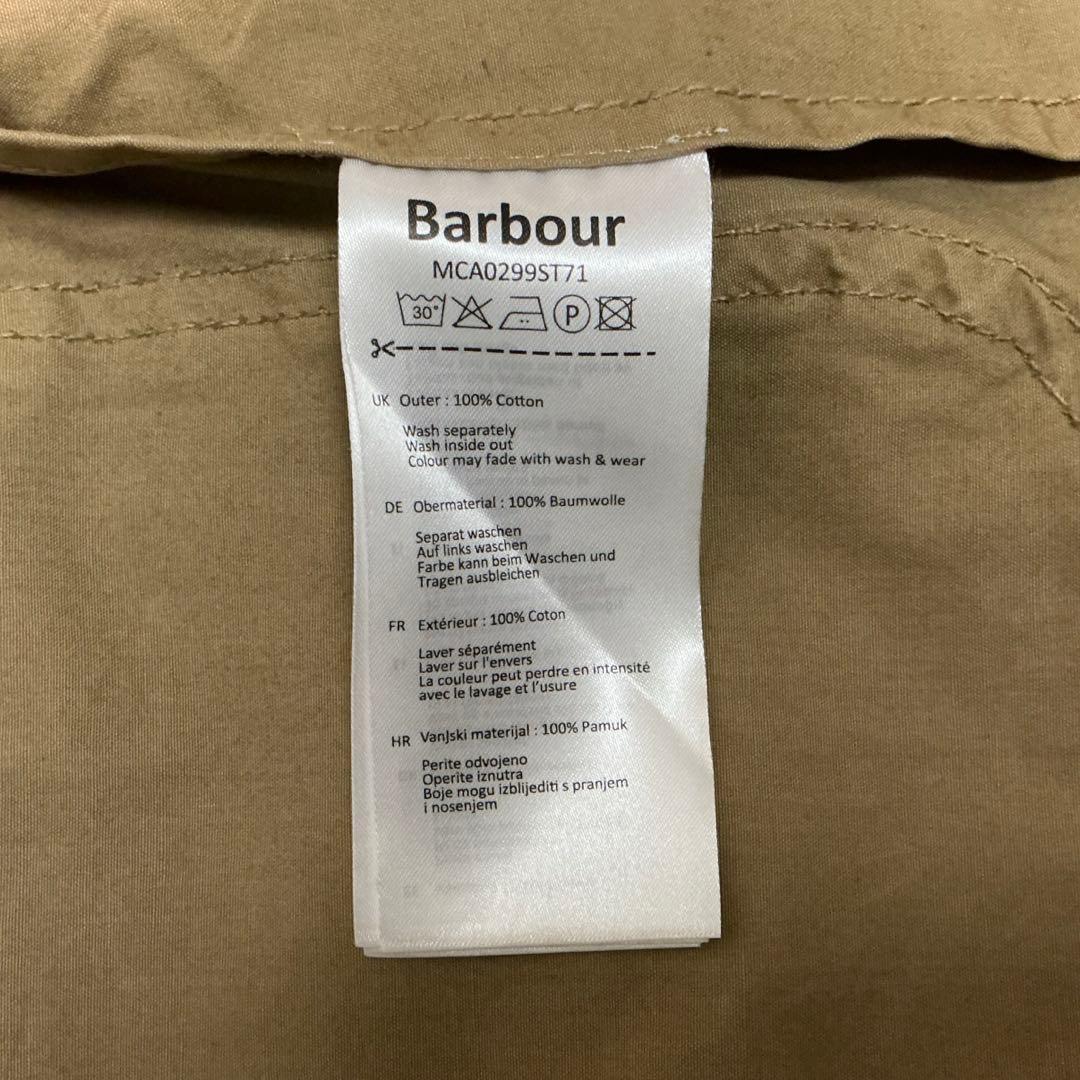 Barbour
MCA0299ST71
30° P
UK Outer : 100% Cotton
Wash separately
Wash inside out
Colour may fade with wash & wear
DE Obermaterial : 100% Baumwolle
Separat waschen
Auf links waschen
Farbe kann beim Waschen und
Tragen ausbleichen
FR Extérieur : 100% Coton
Laver séparément
Laver sur l'envers
La couleur peut perdre en intensité
avec le lavage et l'usure
HR Vanjski materijal : 100% Pamuk
Perite odvojeno
Operite iznutra
Boje mogu izblijediti s pranjem
i nosenjem